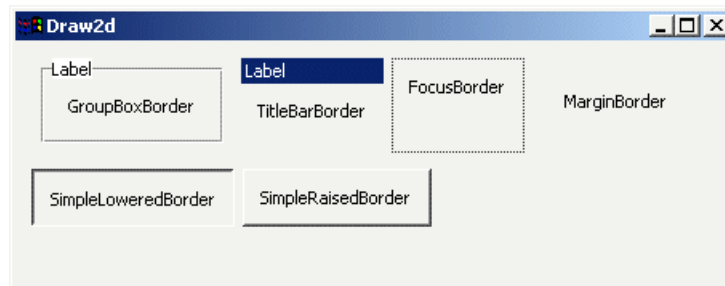 Draw2d
Label
GroupBoxBorder
Label
TitleBarBorder
FocusBorder
MarginBorder
SimpleLoweredBorder
SimpleRaisedBorder